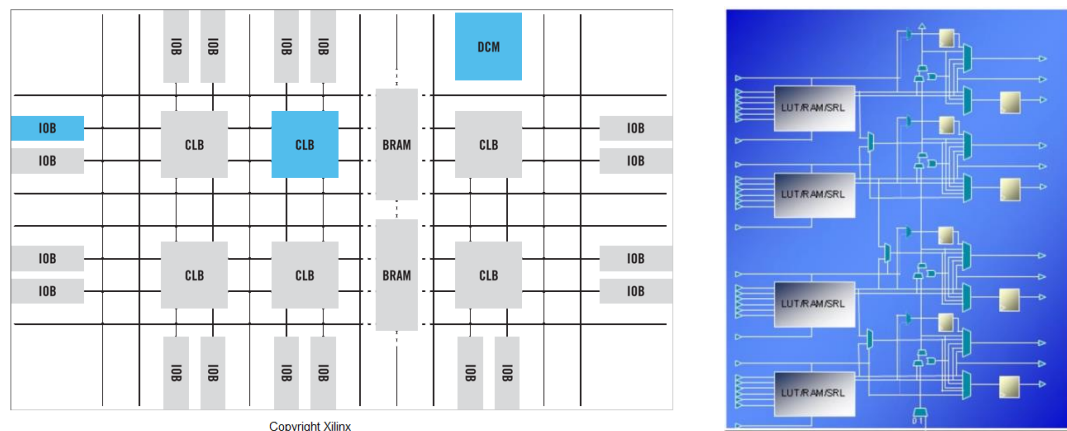 IOB IOB IOB IOB DCM
IOB CLB CLB BRAM CLB IOB
IOB IOB
IOB CLB CLB BRAM CLB IOB
IOB IOB
IOB IOB IOB IOB IOB IOB
Copyright Xilinx
LUT/RAM/SRL
LUT/RAM/SRL
LUT/RAM/SRL
LUT/RAM/SRL